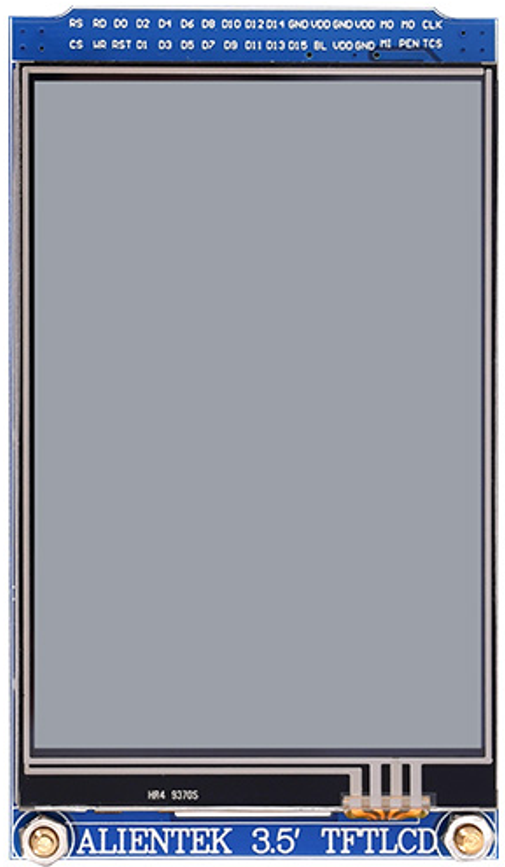 RS RD D0 D2 D4 D6 D8 D10 D12 D14 GND VDD GND VDD MO MO CLK
CS WR RST D1 D3 D5 D7 D9 D11 D13 D15 BL VDD GND MI PEN TCS
HR4 9370S
ALIENTEK 3.5' TFTLCD